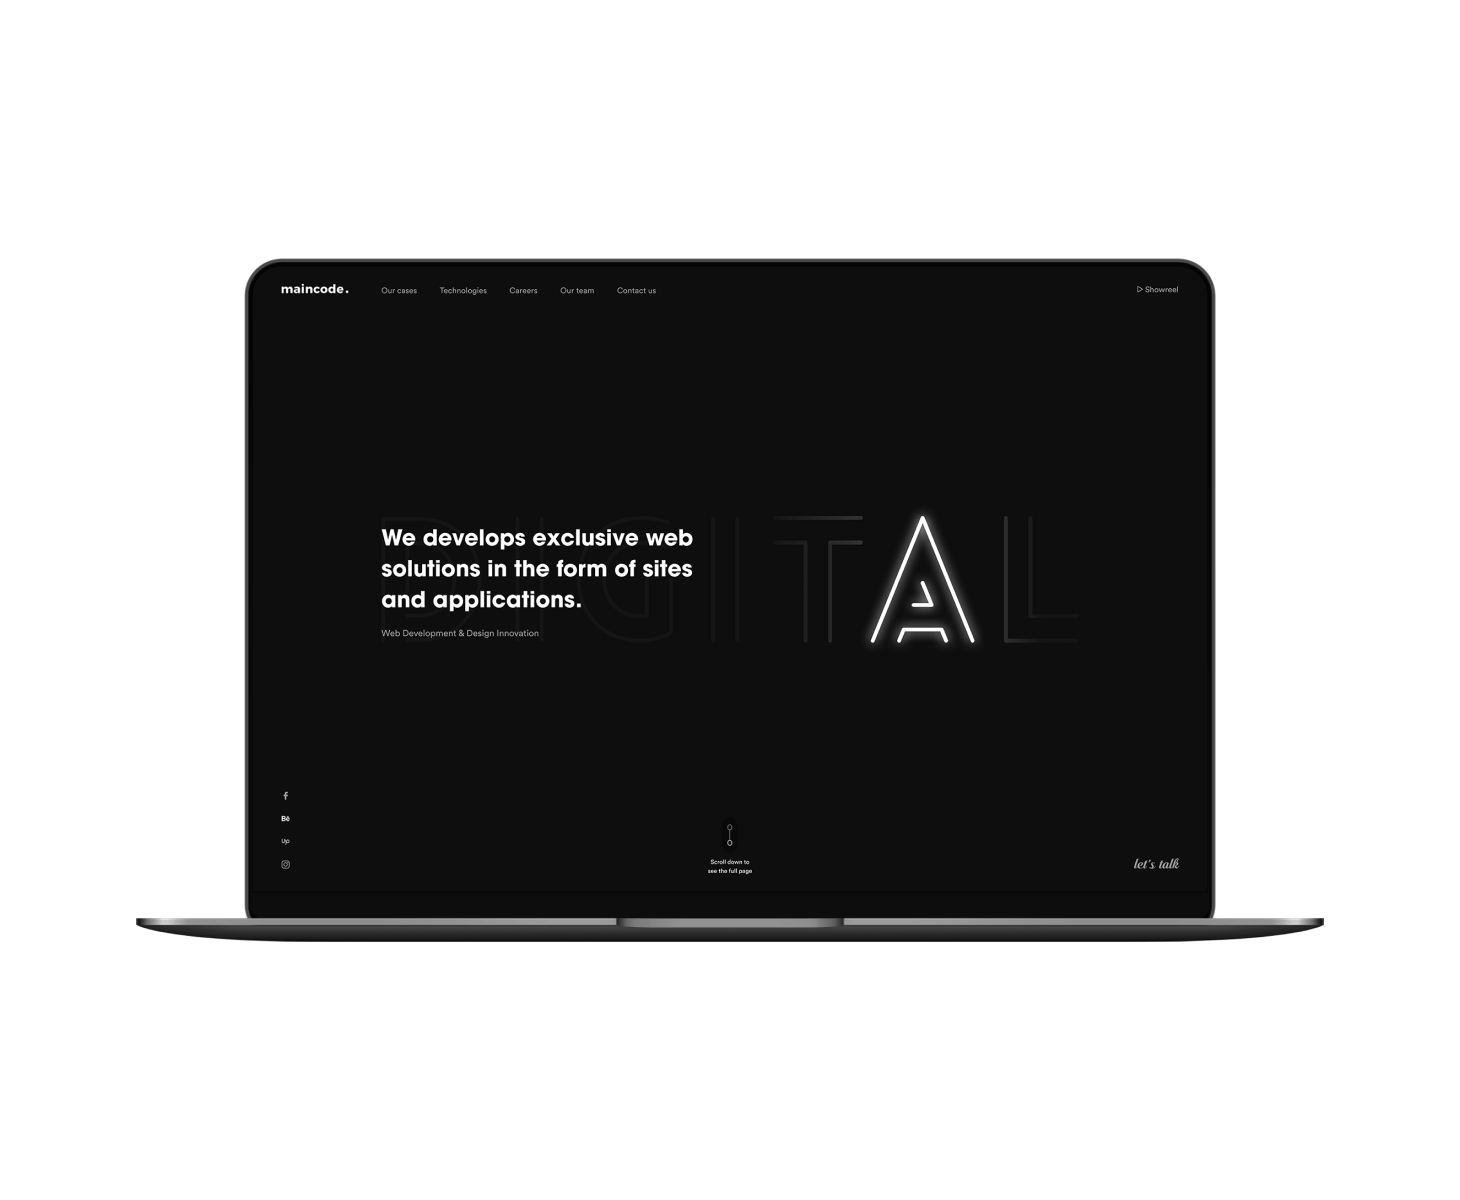 maincode.
Our cases
Technologies
Careers
Our team
Contact us
Showreel
DIGITAL
We develops exclusive web
solutions in the form of sites
and applications.
Web Development & Design Innovation
Bē
Up
Scroll down to
see the full page
let's talk